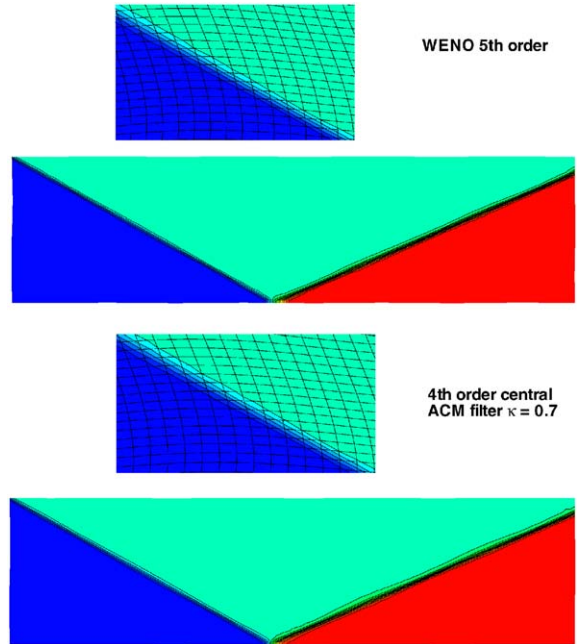 WENO 5th order
4th order central
ACM filter κ = 0.7